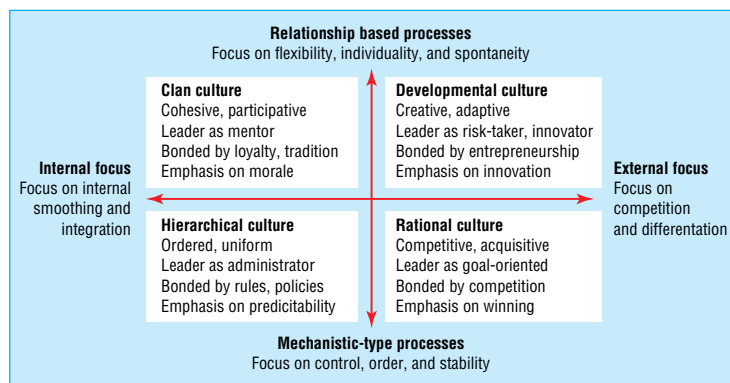 Relationship based processes
Focus on flexibility, individuality, and spontaneity
Clan culture
Cohesive, participative
Leader as mentor
Bonded by loyalty, tradition
Emphasis on morale
Developmental culture
Creative, adaptive
Leader as risk-taker, innovator
Bonded by entrepreneurship
Emphasis on innovation
Internal focus
Focus on internal
smoothing and
integration
External focus
Focus on
competition
and differentation
Hierarchical culture
Ordered, uniform
Leader as administrator
Bonded by rules, policies
Emphasis on predicitability
Rational culture
Competitive, acquisitive
Leader as goal-oriented
Bonded by competition
Emphasis on winning
Mechanistic-type processes
Focus on control, order, and stability